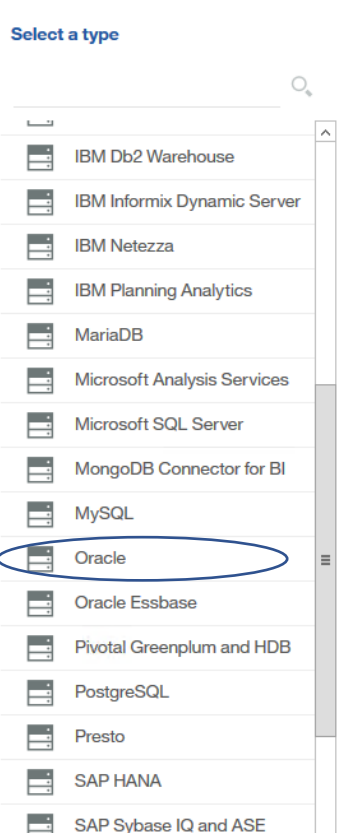 Select a type
IBM Db2 Warehouse
IBM Informix Dynamic Server
IBM Netezza
IBM Planning Analytics
MariaDB
Microsoft Analysis Services
Microsoft SQL Server
MongoDB Connector for BI
MySQL
Oracle
Oracle Essbase
Pivotal Greenplum and HDB
PostgreSQL
Presto
SAP HANA
SAP Sybase IQ and ASE